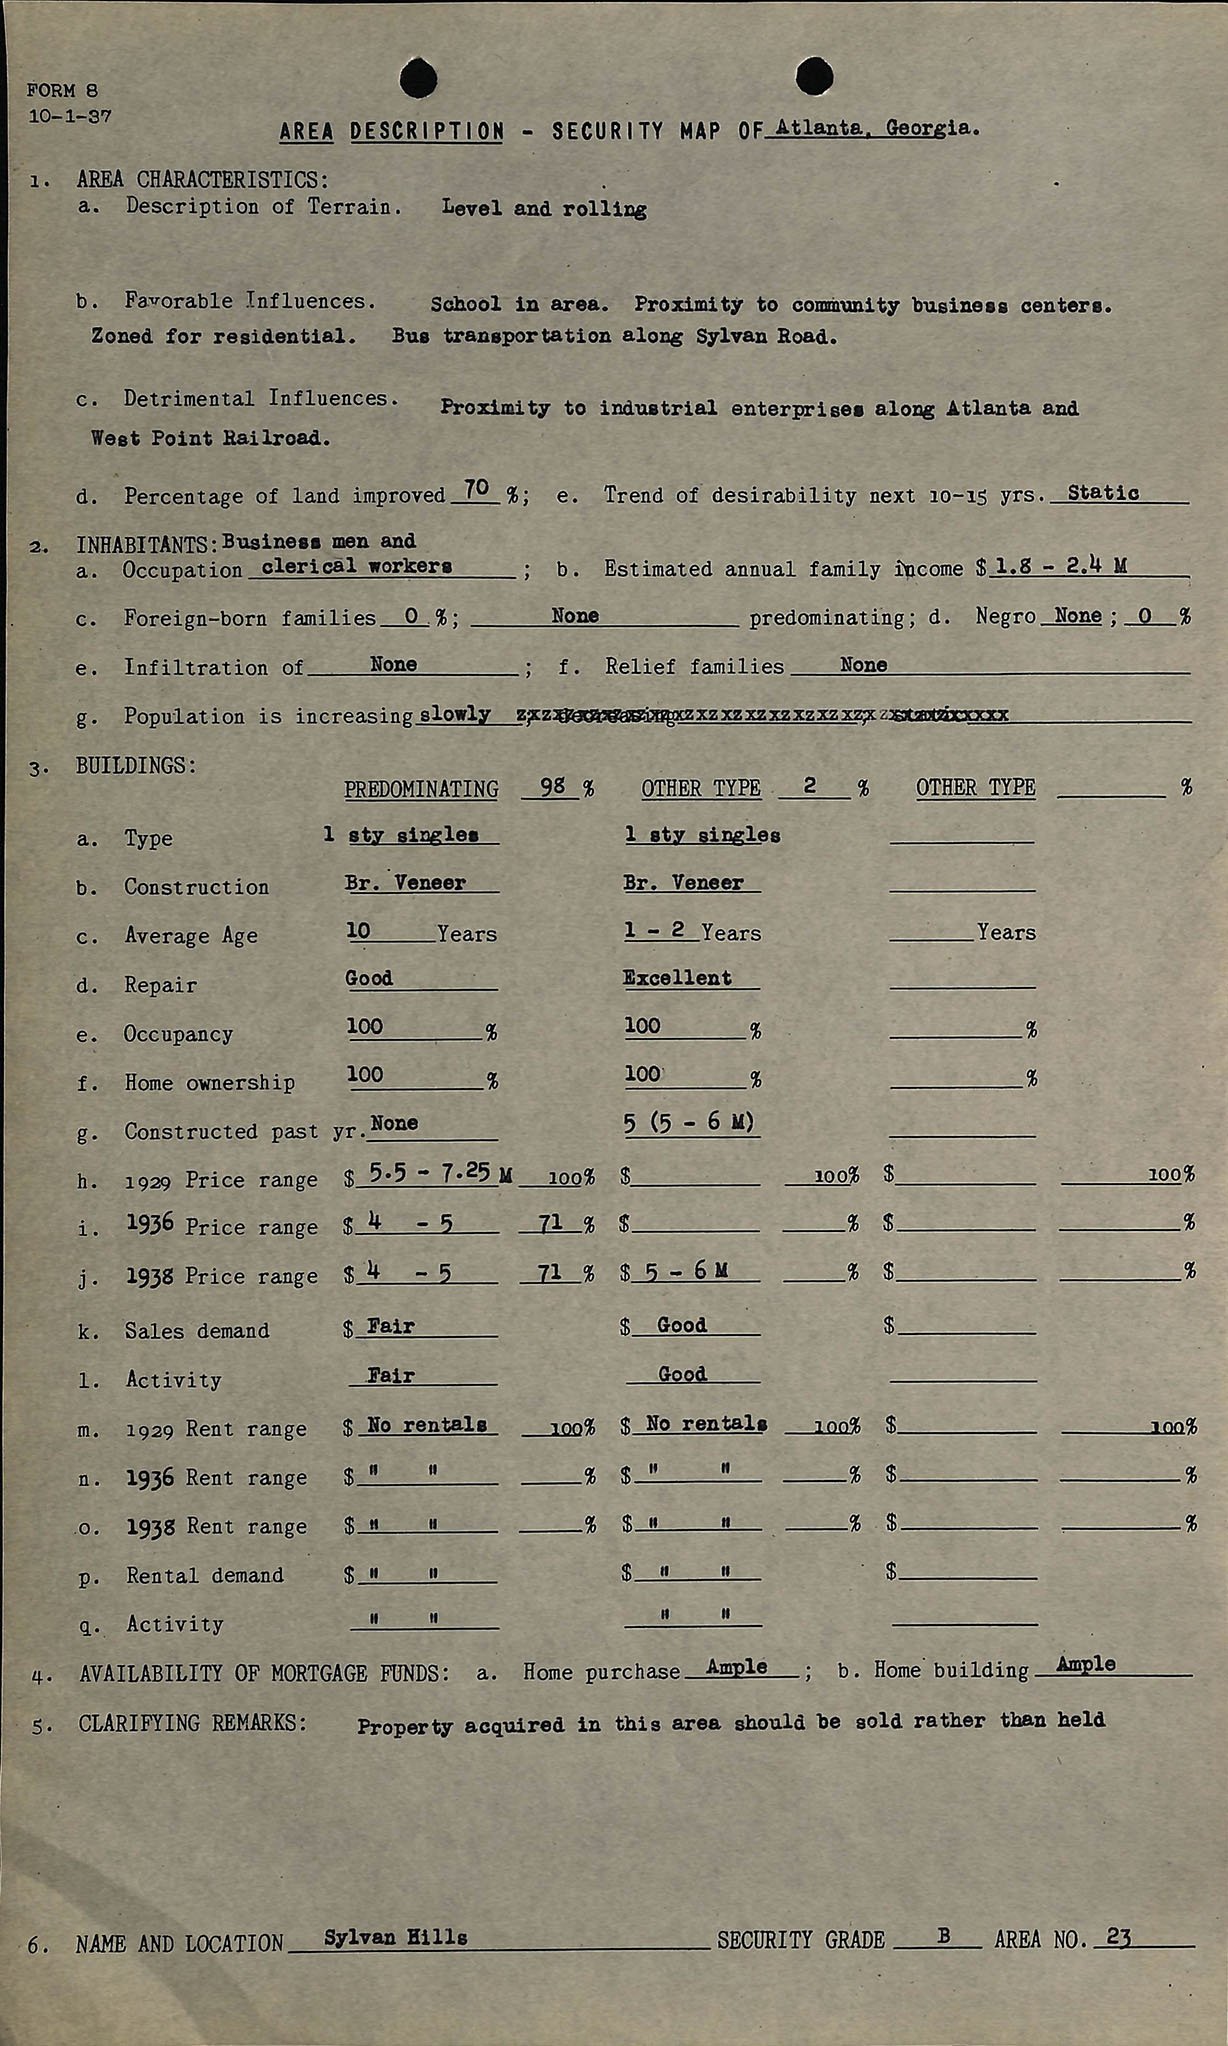 FORM 8
10-1-37
AREA DESCRIPTION - SECURITY MAP OF Atlanta, Georgia.
1. AREA CHARACTERISTICS:
a. Description of Terrain. Level and rolling
b. Favorable Influences. School in area. Proximity to community business centers.
Zoned for residential. Bus transportation along Sylvan Road.
c. Detrimental Influences. Proximity to industrial enterprises along Atlanta and
West Point Railroad.
d. Percentage of land improved 70 %; e. Trend of desirability next 10-15 yrs. Static
2. INHABITANTS: Business men and
a. Occupation clerical workers ; b. Estimated annual family income $ 1.8 - 2.4 M
c. Foreign-born families 0 %; None predominating; d. Negro None ; 0 %
e. Infiltration of None ; f. Relief families None
g. Population is increasing slowly
3. BUILDINGS:
PREDOMINATING 98 % OTHER TYPE 2 % OTHER TYPE %
a. Type 1 sty singles 1 sty singles
b. Construction Br. Veneer Br. Veneer
c. Average Age 10 Years 1 - 2 Years Years
d. Repair Good Excellent
e. Occupancy 100 % 100 % %
f. Home ownership 100 % 100 % %
g. Constructed past yr. None 5 (5 - 6 M)
h. 1929 Price range $ 5.5 - 7.25 M 100% $ 100% $ 100%
i. 1936 Price range $ 4 - 5 71 % $ % $ %
j. 1938 Price range $ 4 - 5 71 % $ 5 - 6 M % $ %
k. Sales demand $ Fair $ Good $
l. Activity Fair Good
m. 1929 Rent range $ No rentals 100% $ No rentals 100% $ 100%
n. 1936 Rent range $ " " % $ " " % $ %
o. 1938 Rent range $ " " % $ " " % $ %
p. Rental demand $ " " $ " " $
q. Activity " " " "
4. AVAILABILITY OF MORTGAGE FUNDS: a. Home purchase Ample ; b. Home building Ample
5. CLARIFYING REMARKS: Property acquired in this area should be sold rather than held
6. NAME AND LOCATION Sylvan Hills SECURITY GRADE B AREA NO. 23